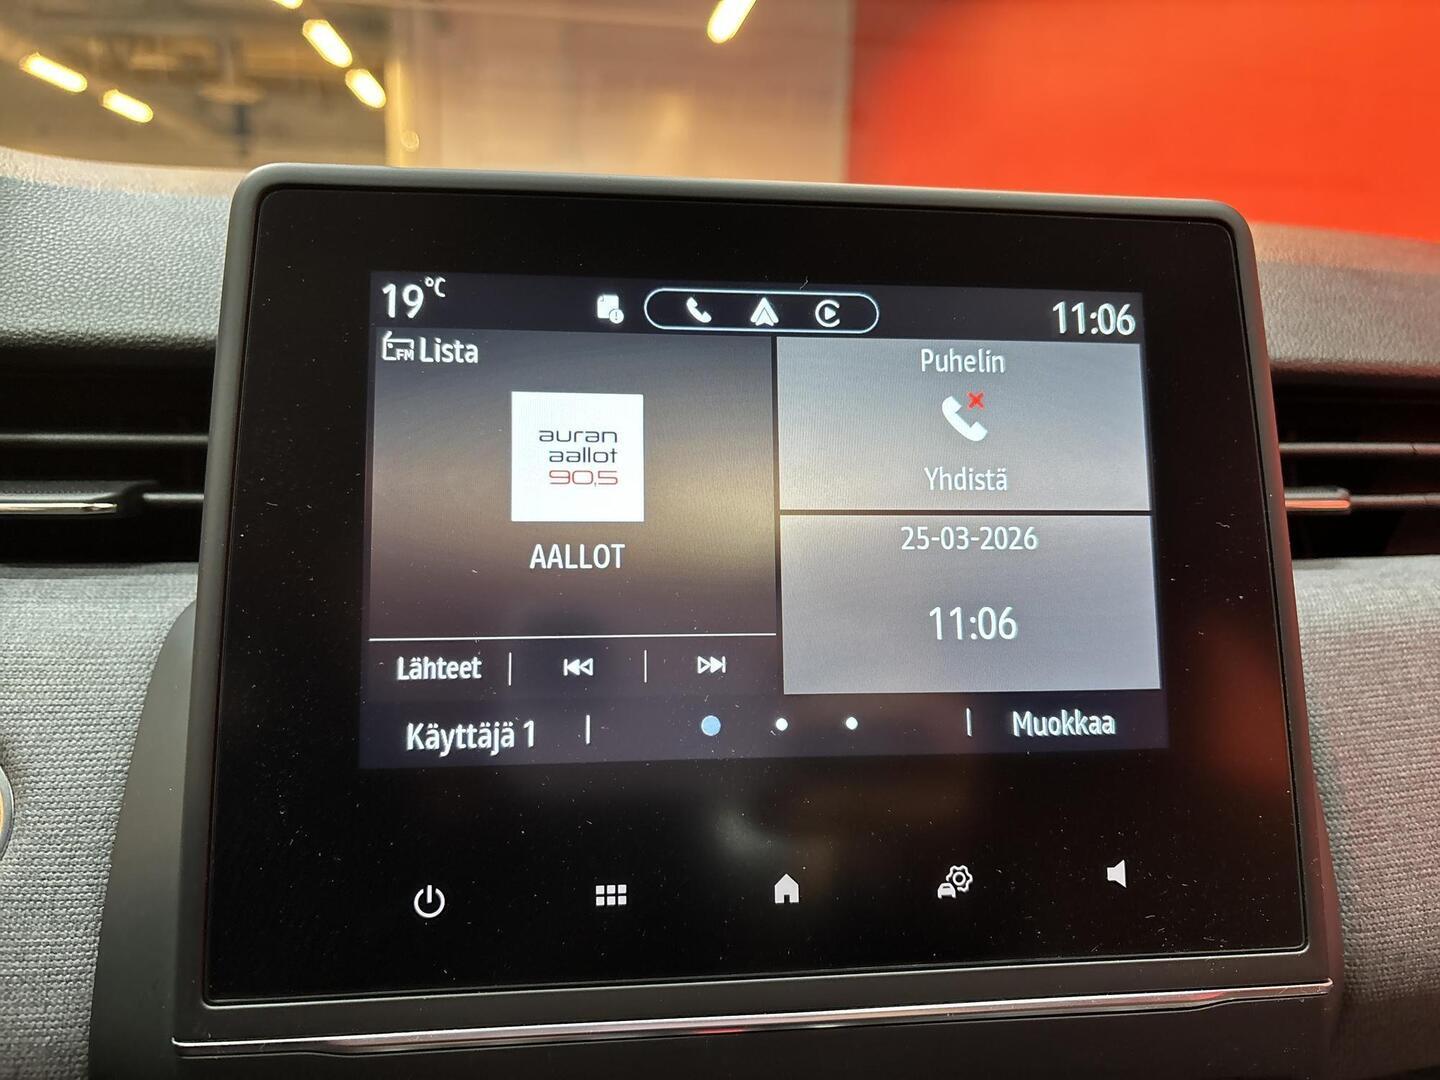 19°C
11:06
FM Lista
auran
aallot
90,5
AALLOT
Puhelin
Yhdistä
25-03-2026
11:06
Lähteet
Käyttäjä 1
Muokkaa